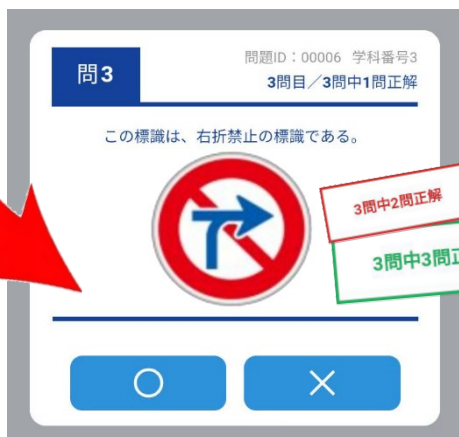 問3
問題ID：00006 学科番号3
3問目／3問中1問正解
この標識は、右折禁止の標識である。
3問中2問正解
3問中3問正